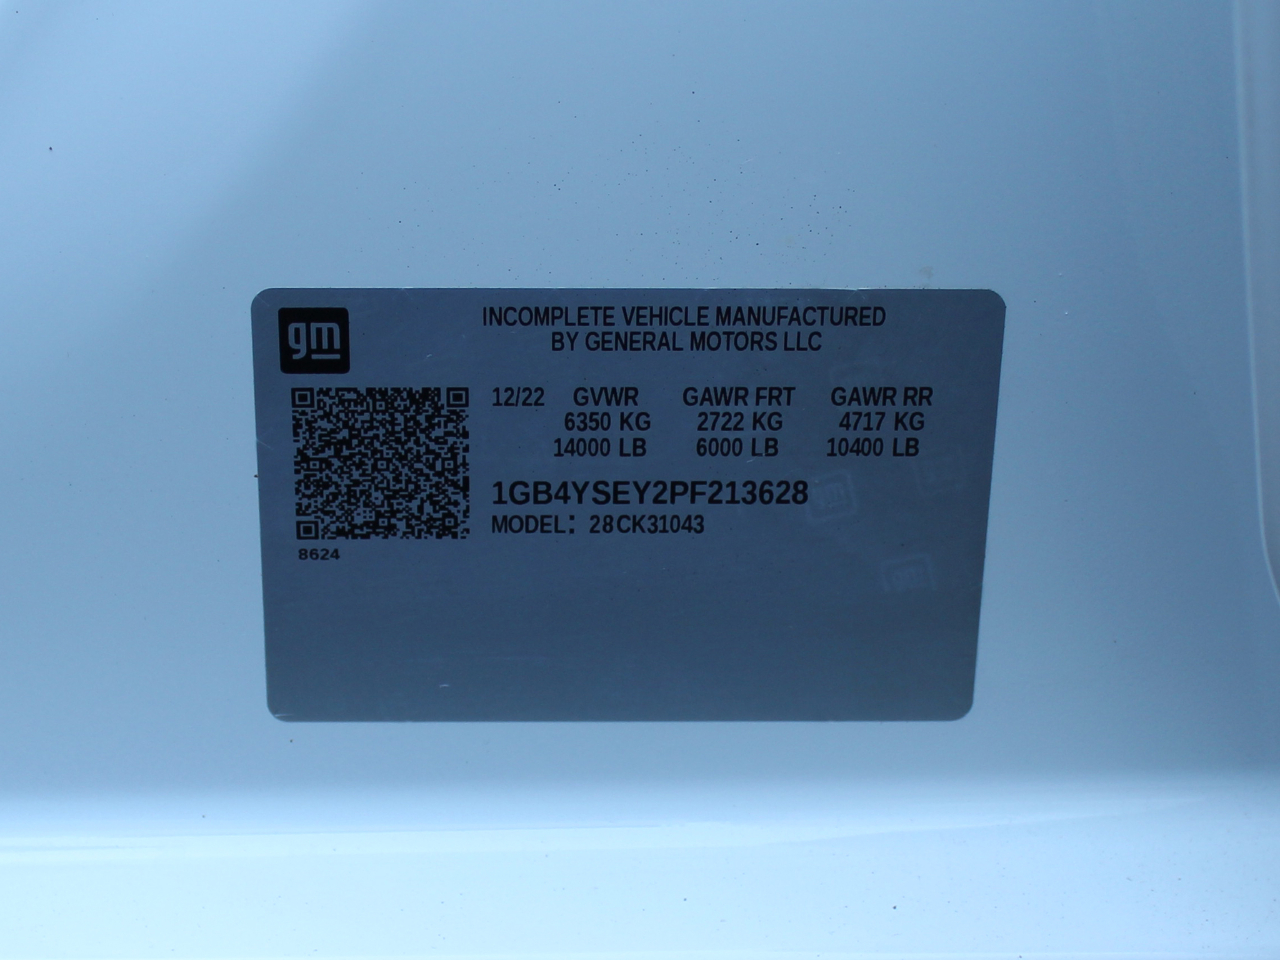 gm
INCOMPLETE VEHICLE MANUFACTURED
BY GENERAL MOTORS LLC
12/22 GVWR GAWR FRT GAWR RR
6350 KG 2722 KG 4717 KG
14000 LB 6000 LB 10400 LB
1GB4YSEY2PF213628
MODEL: 28CK31043
8624